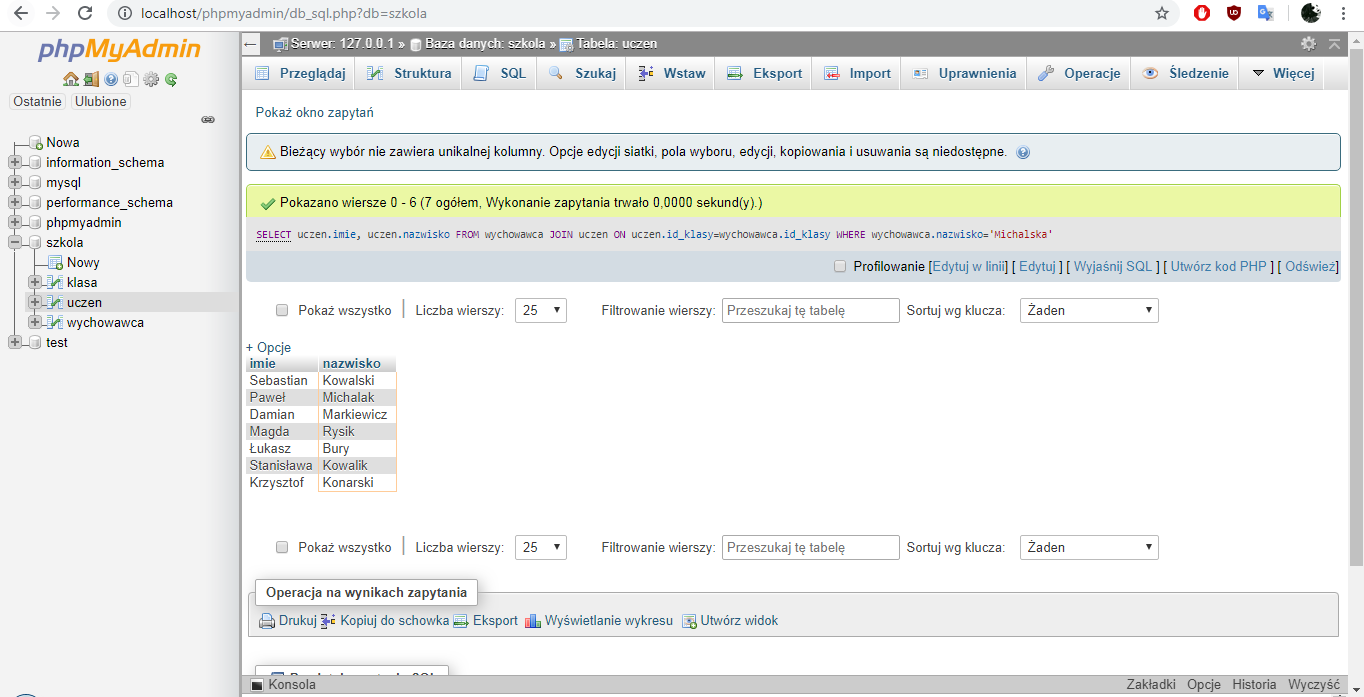 localhost/phpmyadmin/db_sql.php?db=szkola
phpMyAdmin
Ostatnie Ulubione
Nowa
information_schema
mysql
performance_schema
phpmyadmin
szkola
Nowy
klasa
uczen
wychowawca
test
Serwer: 127.0.0.1 » Baza danych: szkola » Tabela: uczen
Przeglądaj Struktura SQL Szukaj Wstaw Eksport Import Uprawnienia Operacje Śledzenie Więcej
Pokaż okno zapytań
Bieżący wybór nie zawiera unikalnej kolumny. Opcje edycji siatki, pola wyboru, edycji, kopiowania i usuwania są niedostępne.
Pokazano wiersze 0 - 6 (7 ogółem, Wykonanie zapytania trwało 0,0000 sekund(y).)
SELECT uczen.imie, uczen.nazwisko FROM wychowawca JOIN uczen ON uczen.id_klasy=wychowawca.id_klasy WHERE wychowawca.nazwisko='Michalska'
Profilowanie [Edytuj w linii] [ Edytuj ] [ Wyjaśnij SQL ] [ Utwórz kod PHP ] [ Odśwież]
Pokaż wszystko | Liczba wierszy: 25 Filtrowanie wierszy: Przeszukaj tę tabelę Sortuj wg klucza: Żaden
+ Opcje
imie nazwisko
Sebastian Kowalski
Paweł Michalak
Damian Markiewicz
Magda Rysik
Łukasz Bury
Stanisława Kowalik
Krzysztof Konarski
Pokaż wszystko | Liczba wierszy: 25 Filtrowanie wierszy: Przeszukaj tę tabelę Sortuj wg klucza: Żaden
Operacja na wynikach zapytania
Drukuj Kopiuj do schowka Eksport Wyświetlanie wykresu Utwórz widok
Konsola Zakładki Opcje Historia Wyczyść